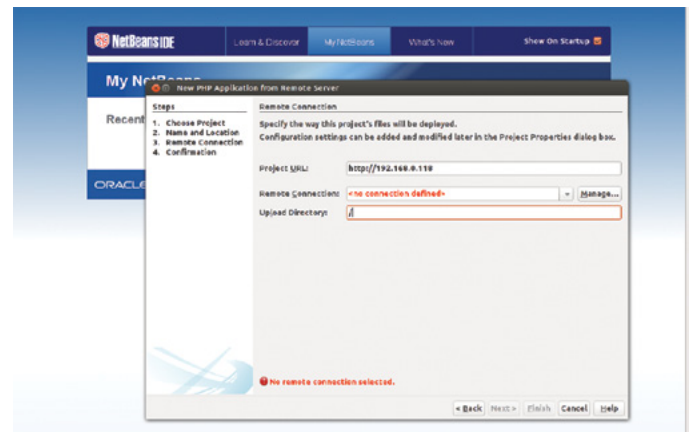 NetBeans IDE
Learn & Discover
My NetBeans
What's New
Show On Startup
My NetBeans
New PHP Application from Remote Server
Recent
Steps
1. Choose Project
2. Name and Location
3. Remote Connection
4. Confirmation
Remote Connection
Specify the way this project's files will be deployed.
Configuration settings can be added and modified later in the Project Properties dialog box.
Project URL:
http://192.168.0.110
Remote Connection:
<no connection defined>
Manage...
Upload Directory:
/
ORACLE
No remote connection selected.
< Back
Next >
Finish
Cancel
Help